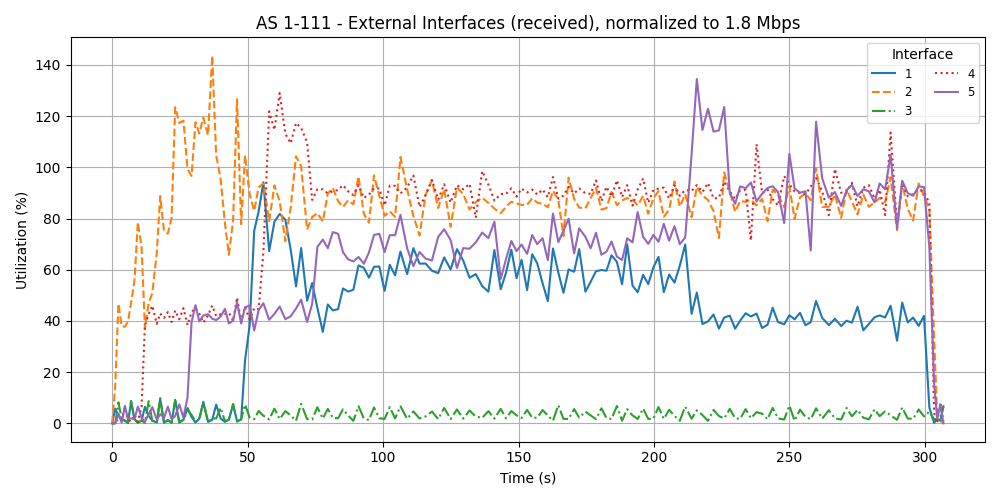 AS 1-111 - External Interfaces (received), normalized to 1.8 Mbps
Utilization (%)
140
120
100
80
60
40
20
0
0 50 100 150 200 250 300
Time (s)
Interface
1 4
2 5
3